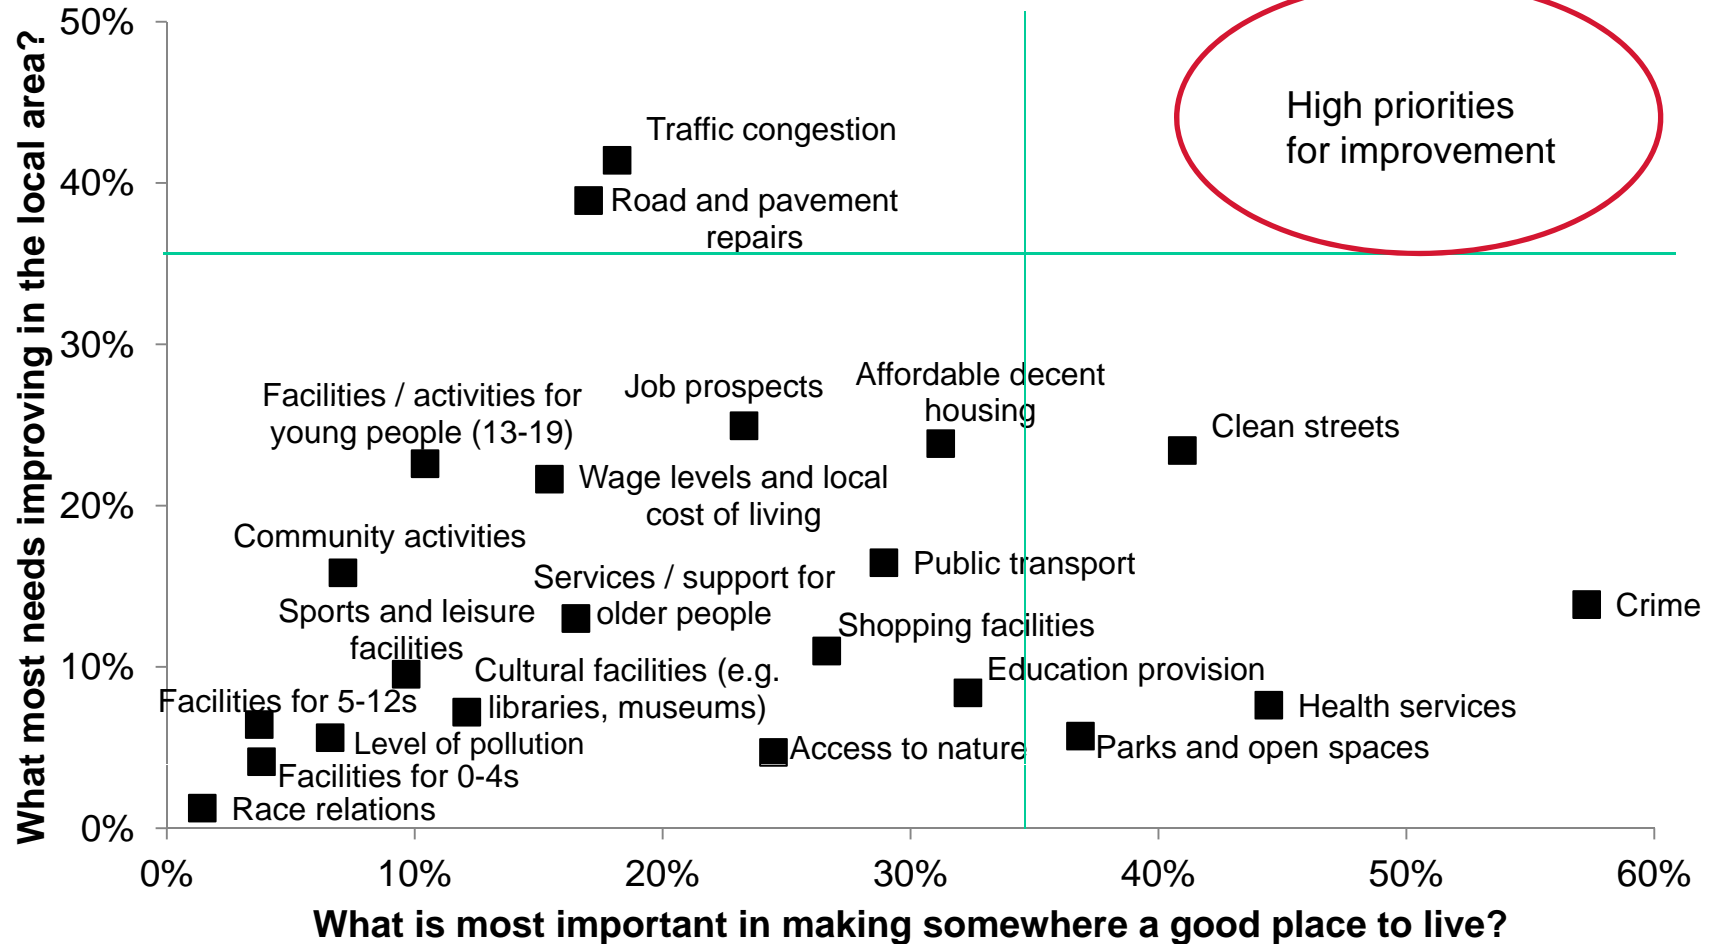 What most needs improving in the local area?
50%
40%
30%
20%
10%
0%
High priorities
for improvement
Traffic congestion
Road and pavement
repairs
Facilities / activities for
young people (13-19)
Job prospects
Affordable decent
housing
Clean streets
Wage levels and local
cost of living
Community activities
Public transport
Services / support for
older people
Crime
Sports and leisure
facilities
Shopping facilities
Cultural facilities (e.g.
libraries, museums)
Education provision
Facilities for 5-12s
Health services
Level of pollution
Access to nature
Parks and open spaces
Facilities for 0-4s
Race relations
0%
10%
20%
30%
40%
50%
60%
What is most important in making somewhere a good place to live?